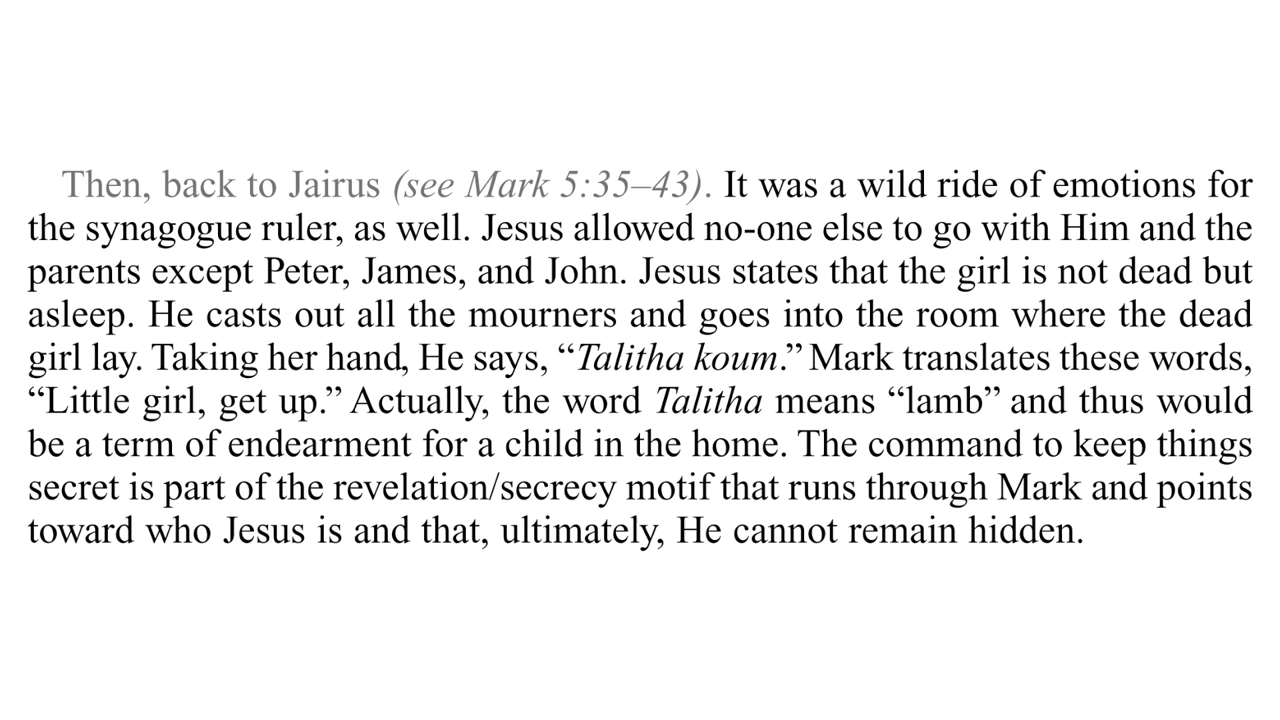 Then, back to Jairus (see Mark 5:35–43). It was a wild ride of emotions for
the synagogue ruler, as well. Jesus allowed no-one else to go with Him and the
parents except Peter, James, and John. Jesus states that the girl is not dead but
asleep. He casts out all the mourners and goes into the room where the dead
girl lay. Taking her hand, He says, “Talitha koum.” Mark translates these words,
“Little girl, get up.” Actually, the word Talitha means “lamb” and thus would
be a term of endearment for a child in the home. The command to keep things
secret is part of the revelation/secrecy motif that runs through Mark and points
toward who Jesus is and that, ultimately, He cannot remain hidden.